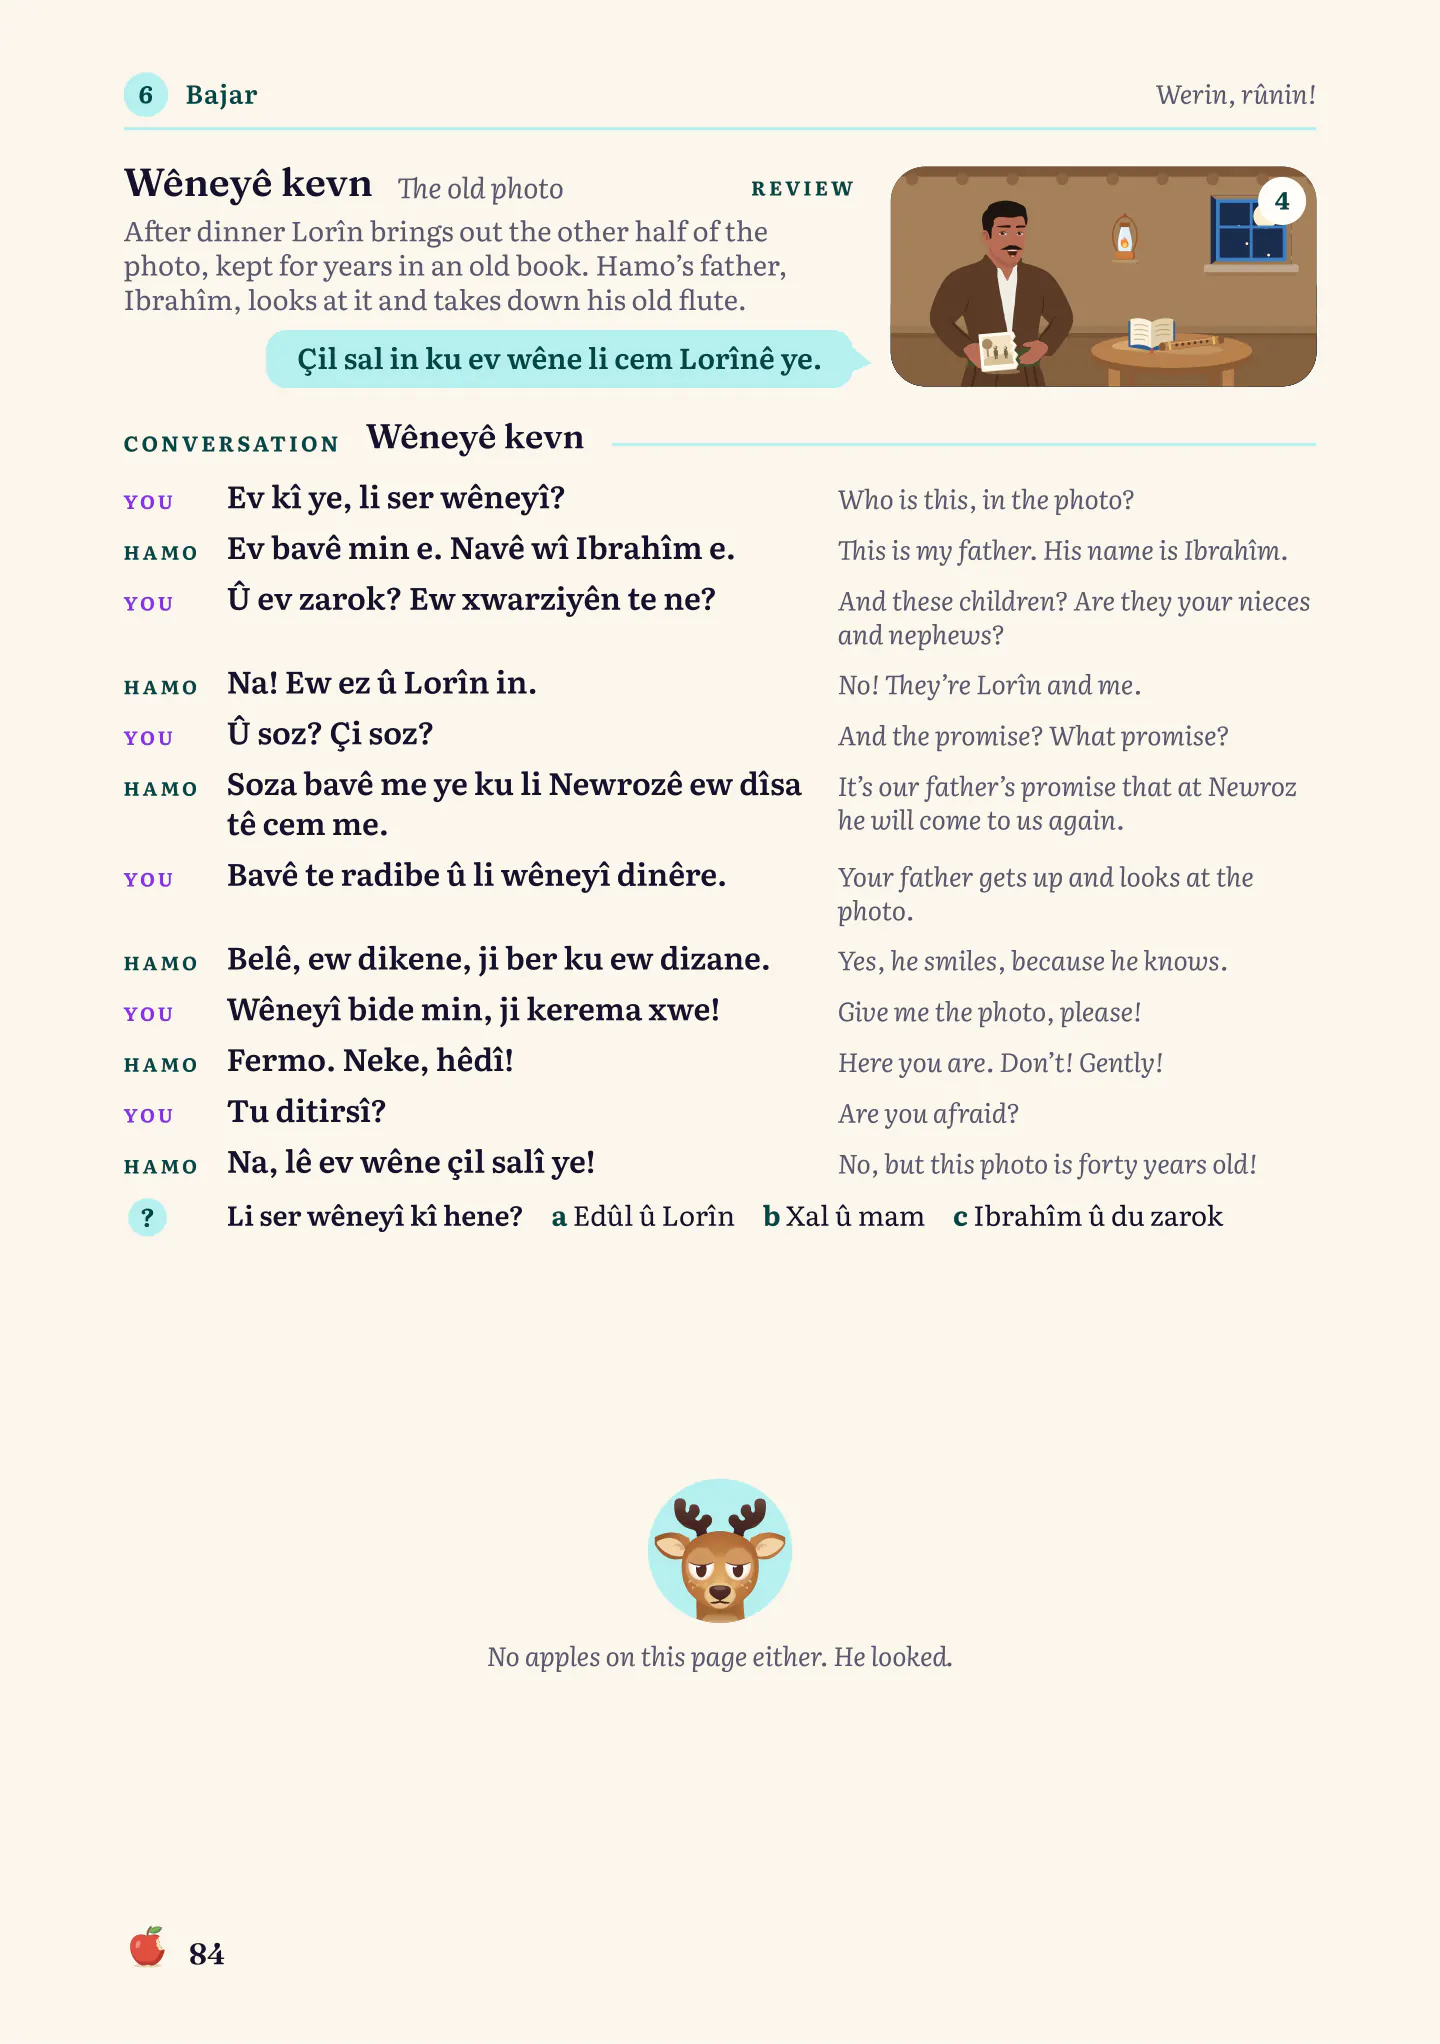 6 Bajar
Werin, rûnin!
Wêneyê kevn The old photo REVIEW
After dinner Lorîn brings out the other half of the
photo, kept for years in an old book. Hamo’s father,
Ibrahîm, looks at it and takes down his old flute.
Çil sal in ku ev wêne li cem Lorînê ye.
4
CONVERSATION Wêneyê kevn
YOU Ev kî ye, li ser wêneyî? Who is this, in the photo?
HAMO Ev bavê min e. Navê wî Ibrahîm e. This is my father. His name is Ibrahîm.
YOU Û ev zarok? Ew xwarziyên te ne? And these children? Are they your nieces
and nephews?
HAMO Na! Ew ez û Lorîn in. No! They’re Lorîn and me.
YOU Û soz? Çi soz? And the promise? What promise?
HAMO Soza bavê me ye ku li Newrozê ew dîsa It’s our father’s promise that at Newroz
tê cem me. he will come to us again.
YOU Bavê te radibe û li wêneyî dinêre. Your father gets up and looks at the
photo.
HAMO Belê, ew dikene, ji ber ku ew dizane. Yes, he smiles, because he knows.
YOU Wêneyî bide min, ji kerema xwe! Give me the photo, please!
HAMO Fermo. Neke, hêdî! Here you are. Don’t! Gently!
YOU Tu ditirsî? Are you afraid?
HAMO Na, lê ev wêne çil salî ye! No, but this photo is forty years old!
? Li ser wêneyî kî hene? a Edûl û Lorîn b Xal û mam c Ibrahîm û du zarok
No apples on this page either. He looked.
84